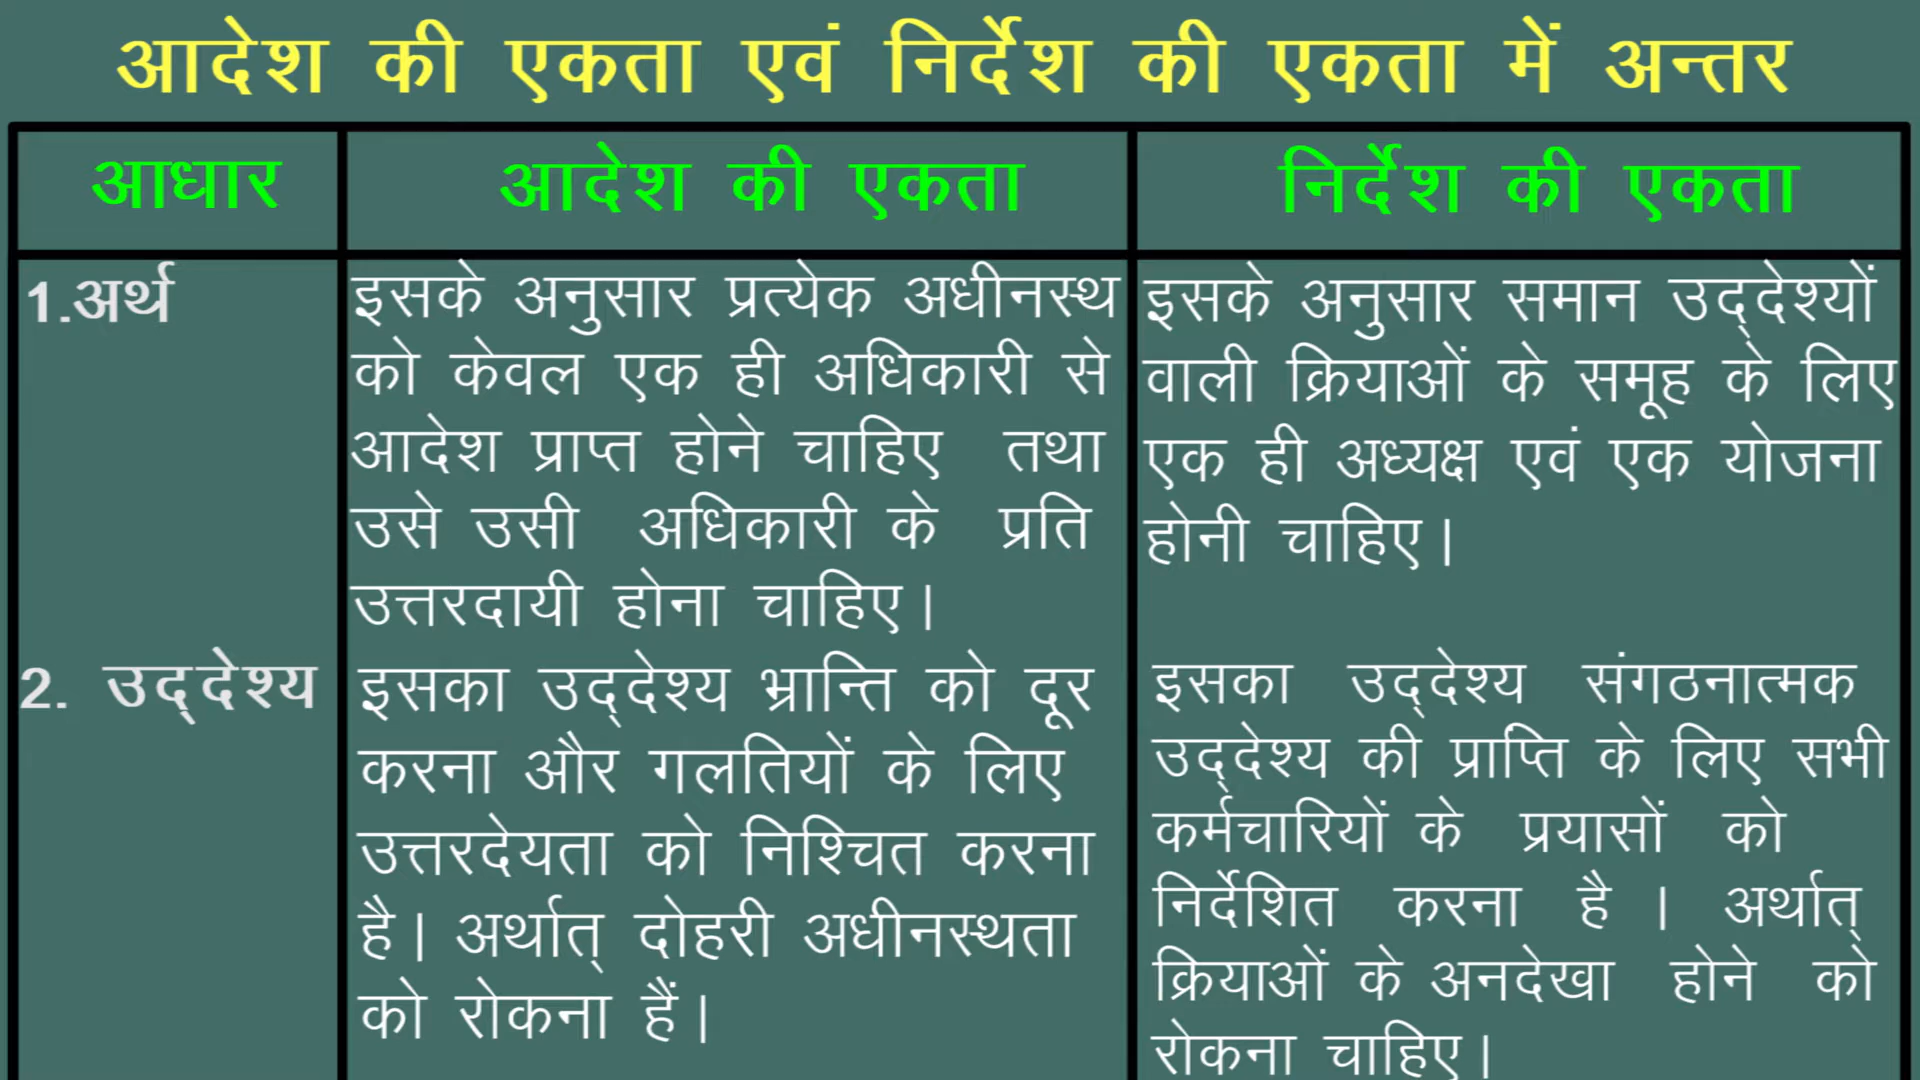 आदेश की एकता एवं निर्देश की एकता में अन्तर
आधार
आदेश की एकता
निर्देश की एकता
1.अर्थ
इसके अनुसार प्रत्येक अधीनस्थ
को केवल एक ही अधिकारी से
आदेश प्राप्त होने चाहिए तथा
उसे उसी अधिकारी के प्रति
उत्तरदायी होना चाहिए।
इसके अनुसार समान उद्‌देश्यों
वाली क्रियाओं के समूह के लिए
एक ही अध्यक्ष एवं एक योजना
होनी चाहिए।
2. उद्‌देश्य
इसका उद्‌देश्य भ्रान्ति को दूर
करना और गलतियों के लिए
उत्तरदेयता को निश्चित करना
है। अर्थात् दोहरी अधीनस्थता
को रोकना हैं।
इसका उद्‌देश्य संगठनात्मक
उद्‌देश्य की प्राप्ति के लिए सभी
कर्मचारियों के प्रयासों को
निर्देशित करना है । अर्थात्
क्रियाओं के अनदेखा होने को
रोकना चाहिए।